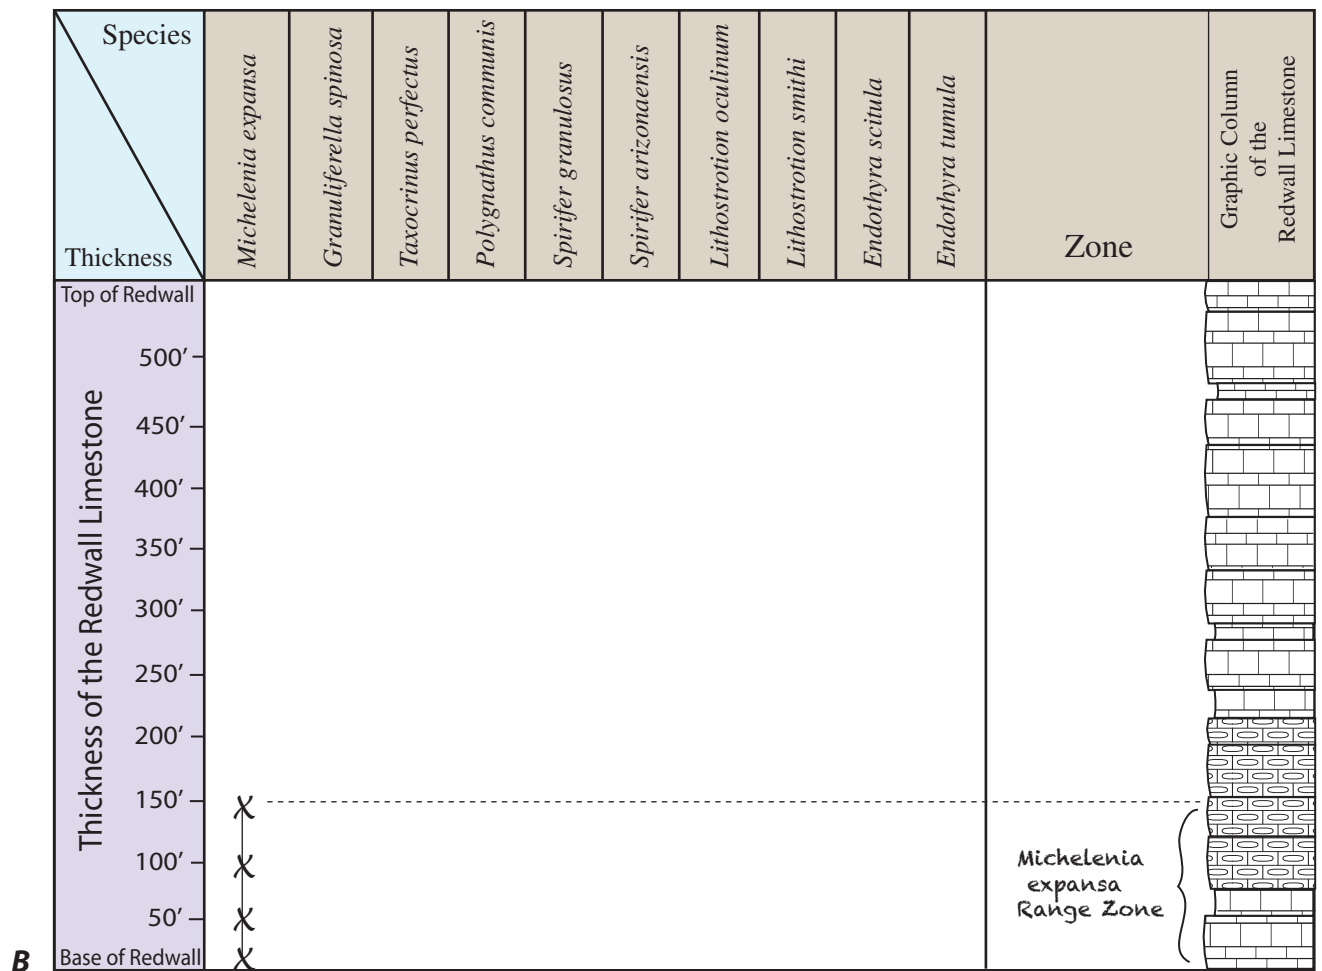 Species
Thickness
Michelenia expansa
Granuliferella spinosa
Taxocrinus perfectus
Polygnathus communis
Spirifer granulosus
Spirifer arizonaensis
Lithostrotion oculinum
Lithostrotion smithi
Endothyra scitula
Endothyra tumula
Zone
Graphic Column
of the
Redwall Limestone
Thickness of the Redwall Limestone
Top of Redwall
500’
450’
400’
350’
300’
250’
200’
150’ X
100’ X
50’ X
Base of Redwall X
Michelenia
expansa
Range Zone
B